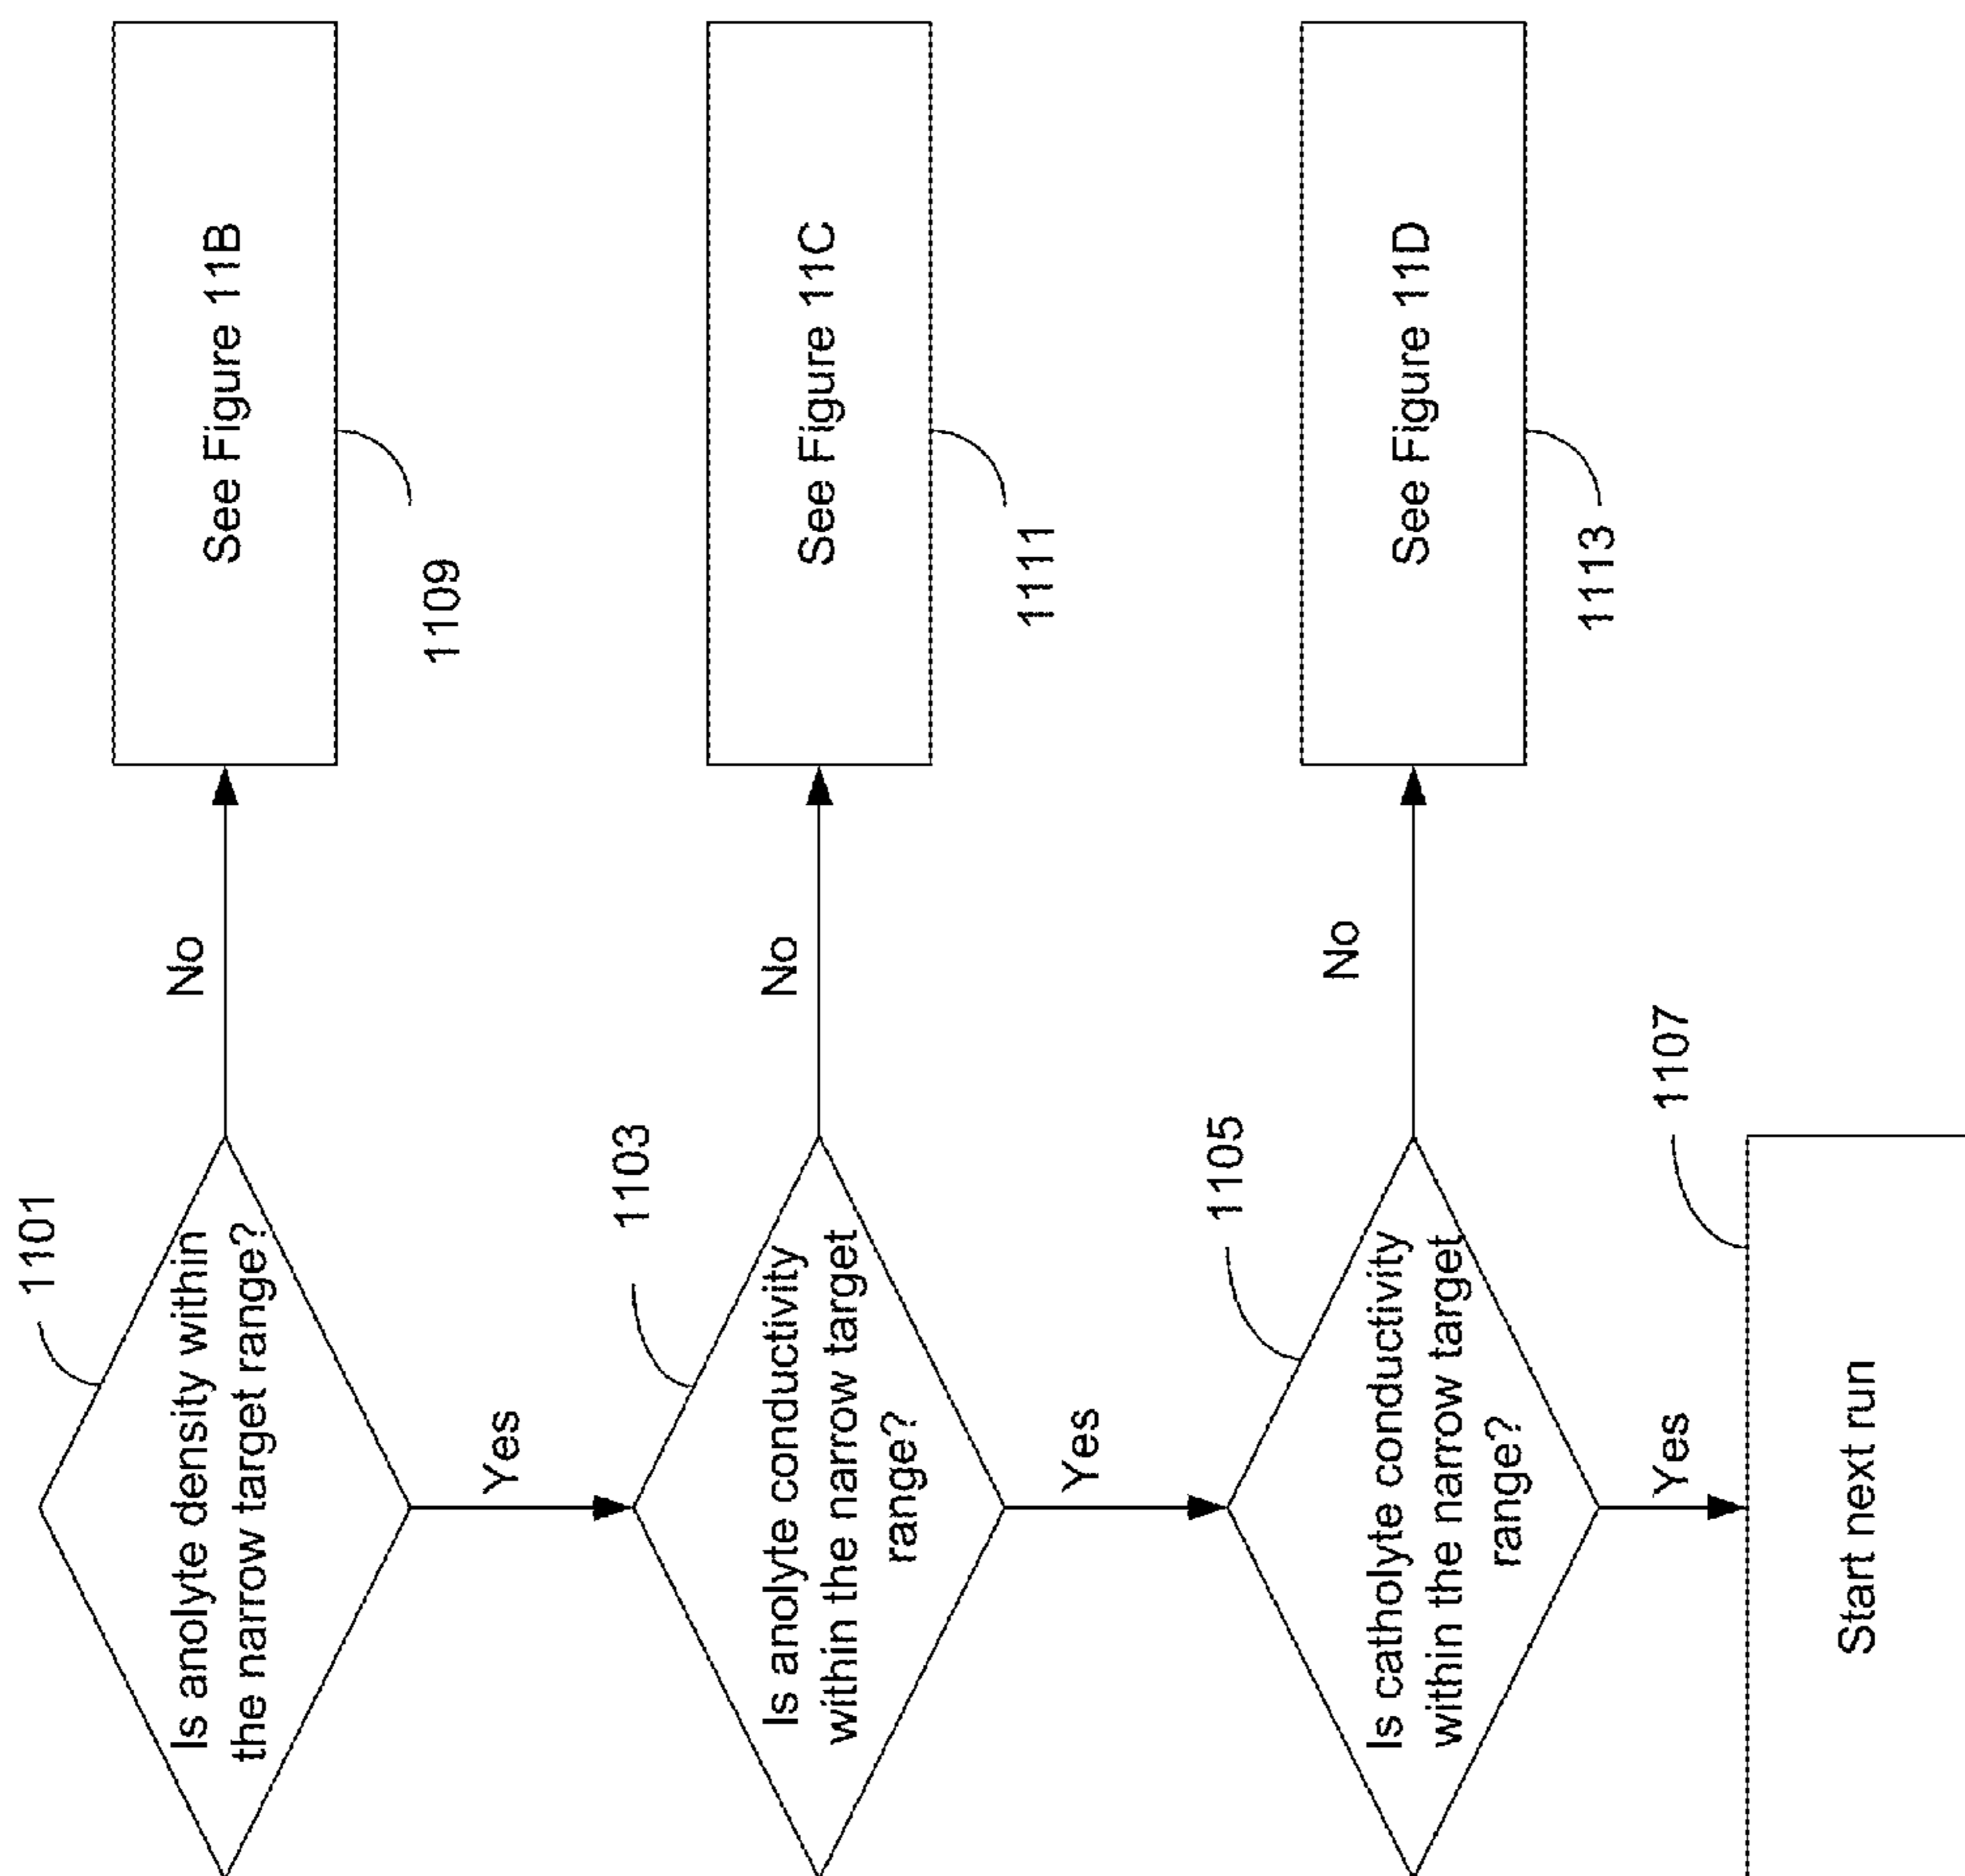 1101
Is anolyte density within
the narrow target range?
No
See Figure 11B
1109
Yes
1103
Is anolyte conductivity
within the narrow target
range?
No
See Figure 11C
1111
Yes
1105
Is catholyte conductivity
within the narrow target
range?
No
See Figure 11D
1113
Yes
1107
Start next run